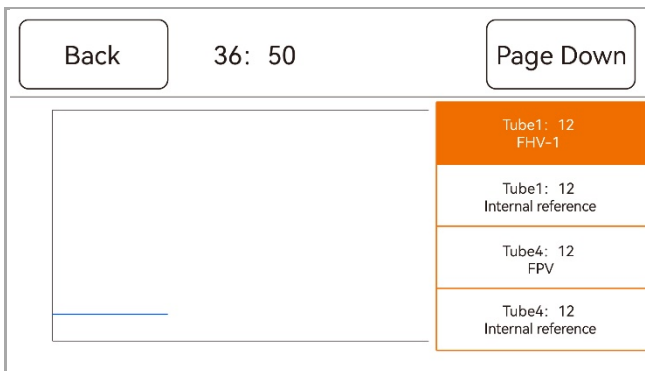 Back
36: 50
Page Down
Tube1: 12
FHV-1
Tube1: 12
Internal reference
Tube4: 12
FPV
Tube4: 12
Internal reference